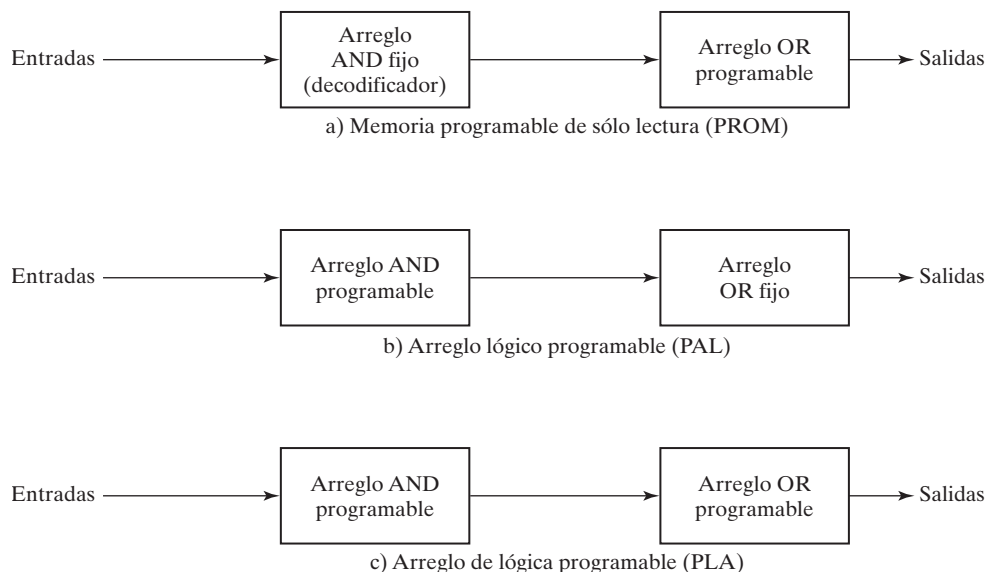 Entradas
Arreglo
AND fijo
(decodificador)
Arreglo OR
programable
Salidas
a) Memoria programable de sólo lectura (PROM)
Entradas
Arreglo AND
programable
Arreglo
OR fijo
Salidas
b) Arreglo lógico programable (PAL)
Entradas
Arreglo AND
programable
Arreglo OR
programable
Salidas
c) Arreglo de lógica programable (PLA)